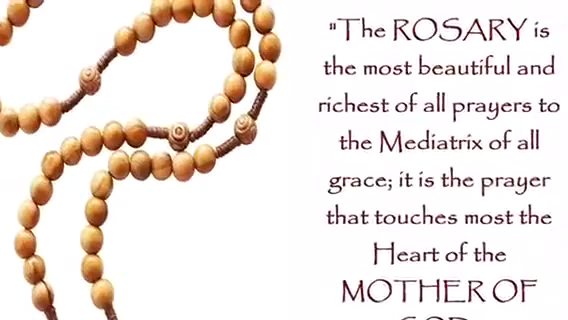 "The ROSARY is
the most beautiful and
richest of all prayers to
the Mediatrix of all
grace; it is the prayer
that touches most the
Heart of the
MOTHER OF